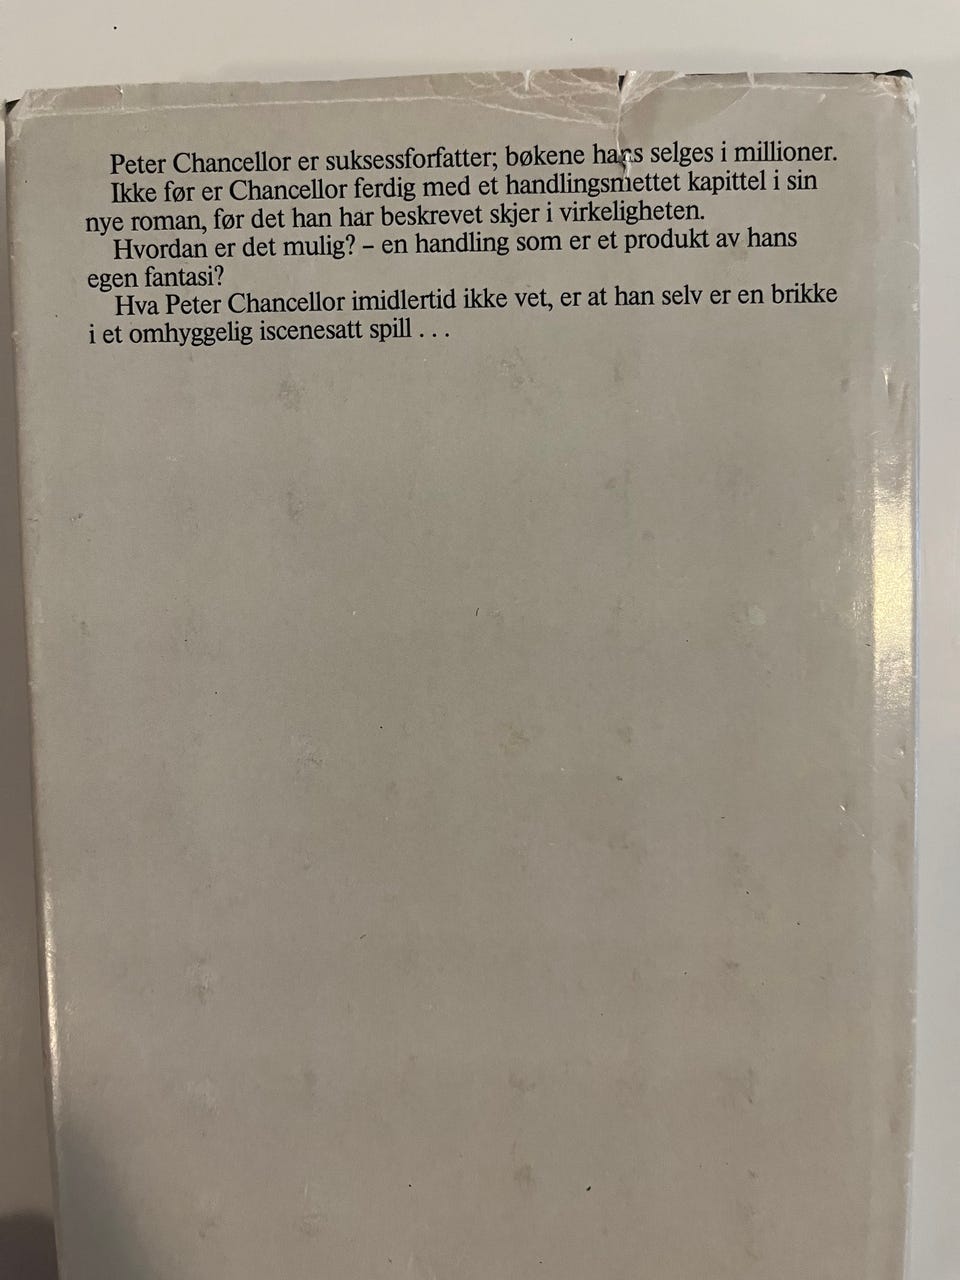 Peter Chancellor er suksessforfatter; bøkene hans selges i millioner.
Ikke før er Chancellor ferdig med et handlingsmettet kapittel i sin
nye roman, før det han har beskrevet skjer i virkeligheten.
Hvordan er det mulig? – en handling som er et produkt av hans
egen fantasi?
Hva Peter Chancellor imidlertid ikke vet, er at han selv er en brikke
i et omhyggelig iscenesatt spill . . .